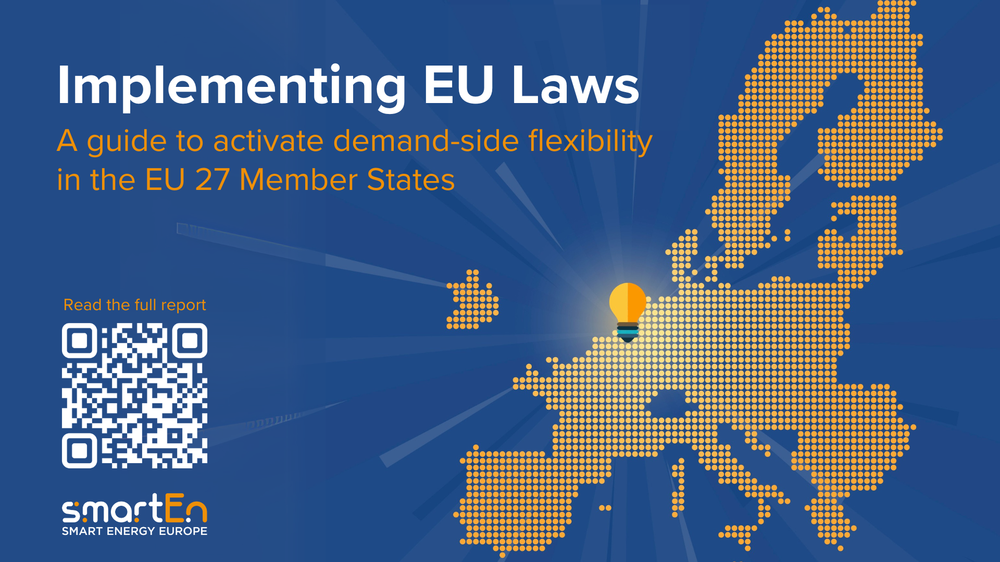 Implementing EU Laws
A guide to activate demand-side flexibility
in the EU 27 Member States
Read the full report
smartEn
SMART ENERGY EUROPE